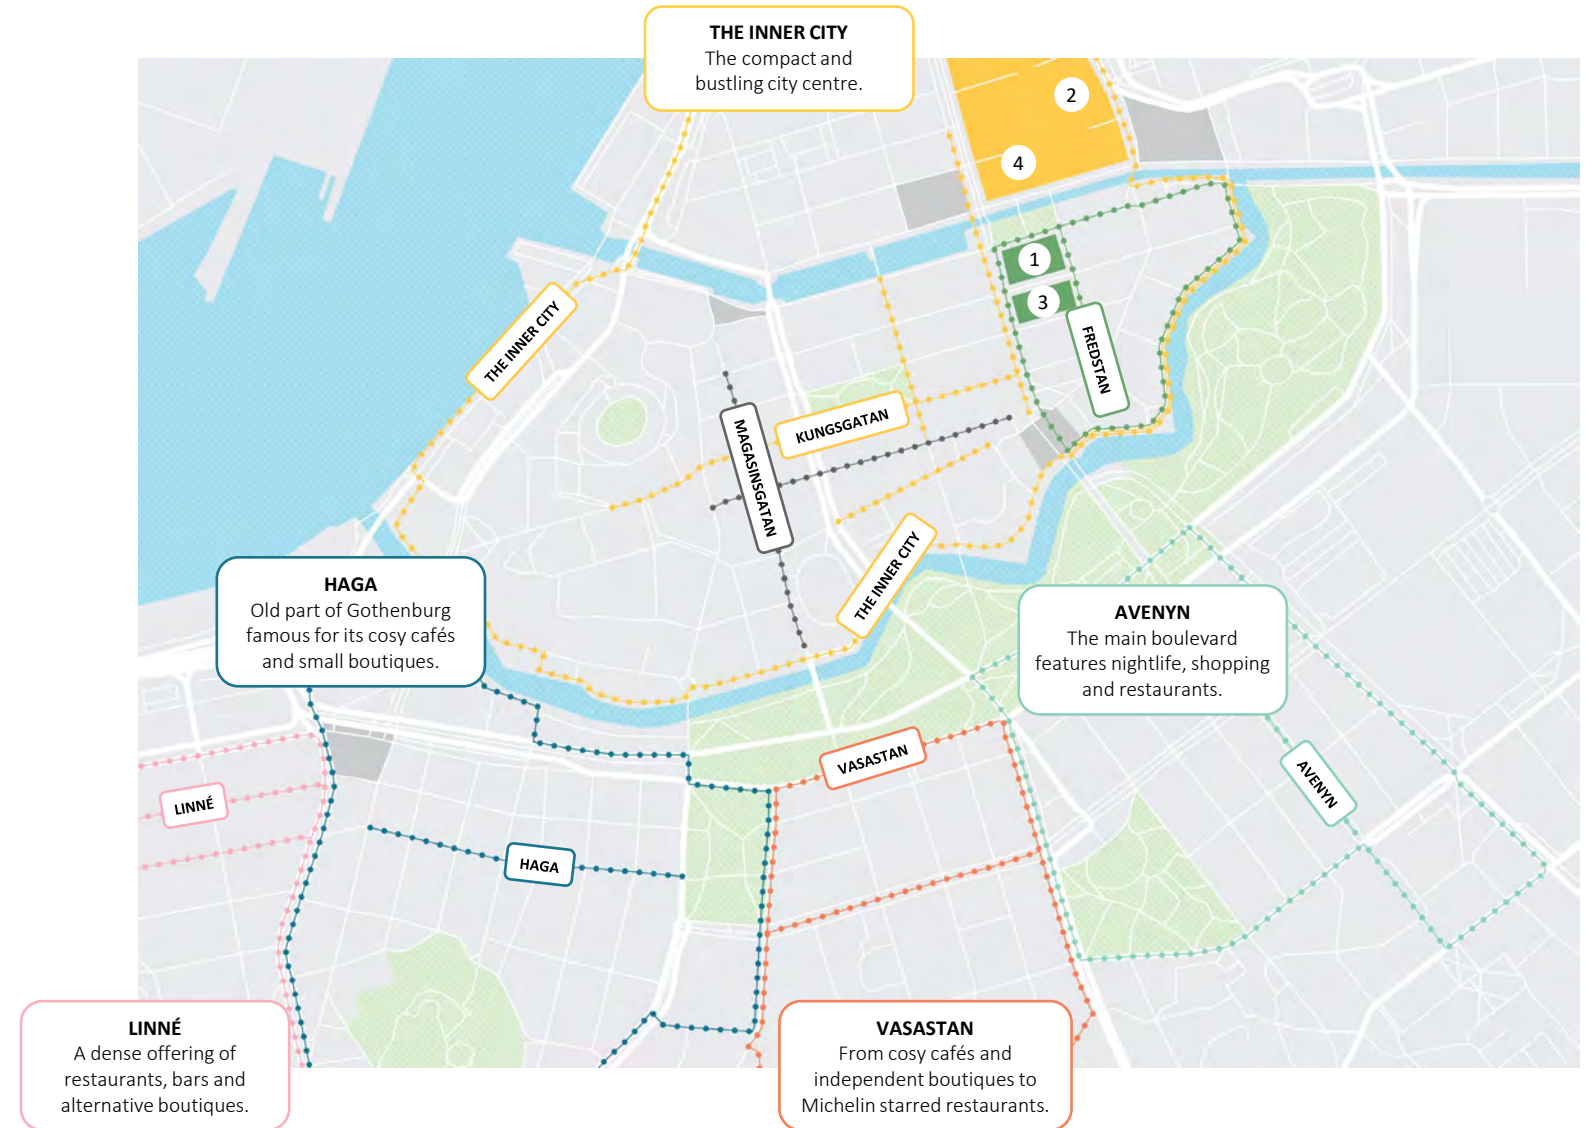 THE INNER CITY
The compact and
bustling city centre.
2
4
1
3
THE INNER CITY
FREDSTAN
KUNGSGATAN
MAGASINSGATAN
THE INNER CITY
HAGA
Old part of Gothenburg
famous for its cosy cafés
and small boutiques.
AVENYN
The main boulevard
features nightlife, shopping
and restaurants.
VASASTAN
AVENYN
LINNÉ
HAGA
LINNÉ
A dense offering of
restaurants, bars and
alternative boutiques.
VASASTAN
From cosy cafés and
independent boutiques to
Michelin starred restaurants.